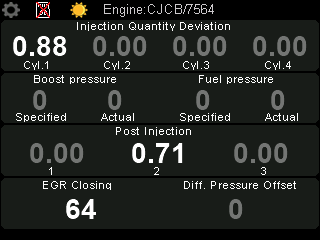 Engine:CJCB/7564
Injection Quantity Deviation
0.88 0.00 0.00 0.00
Cyl.1 Cyl.2 Cyl.3 Cyl.4
Boost pressure Fuel pressure
0 0 0 0
Specified Actual Specified Actual
Post Injection
0.00 0.71 0.00
1 2 3
EGR Closing Diff. Pressure Offset
64 0